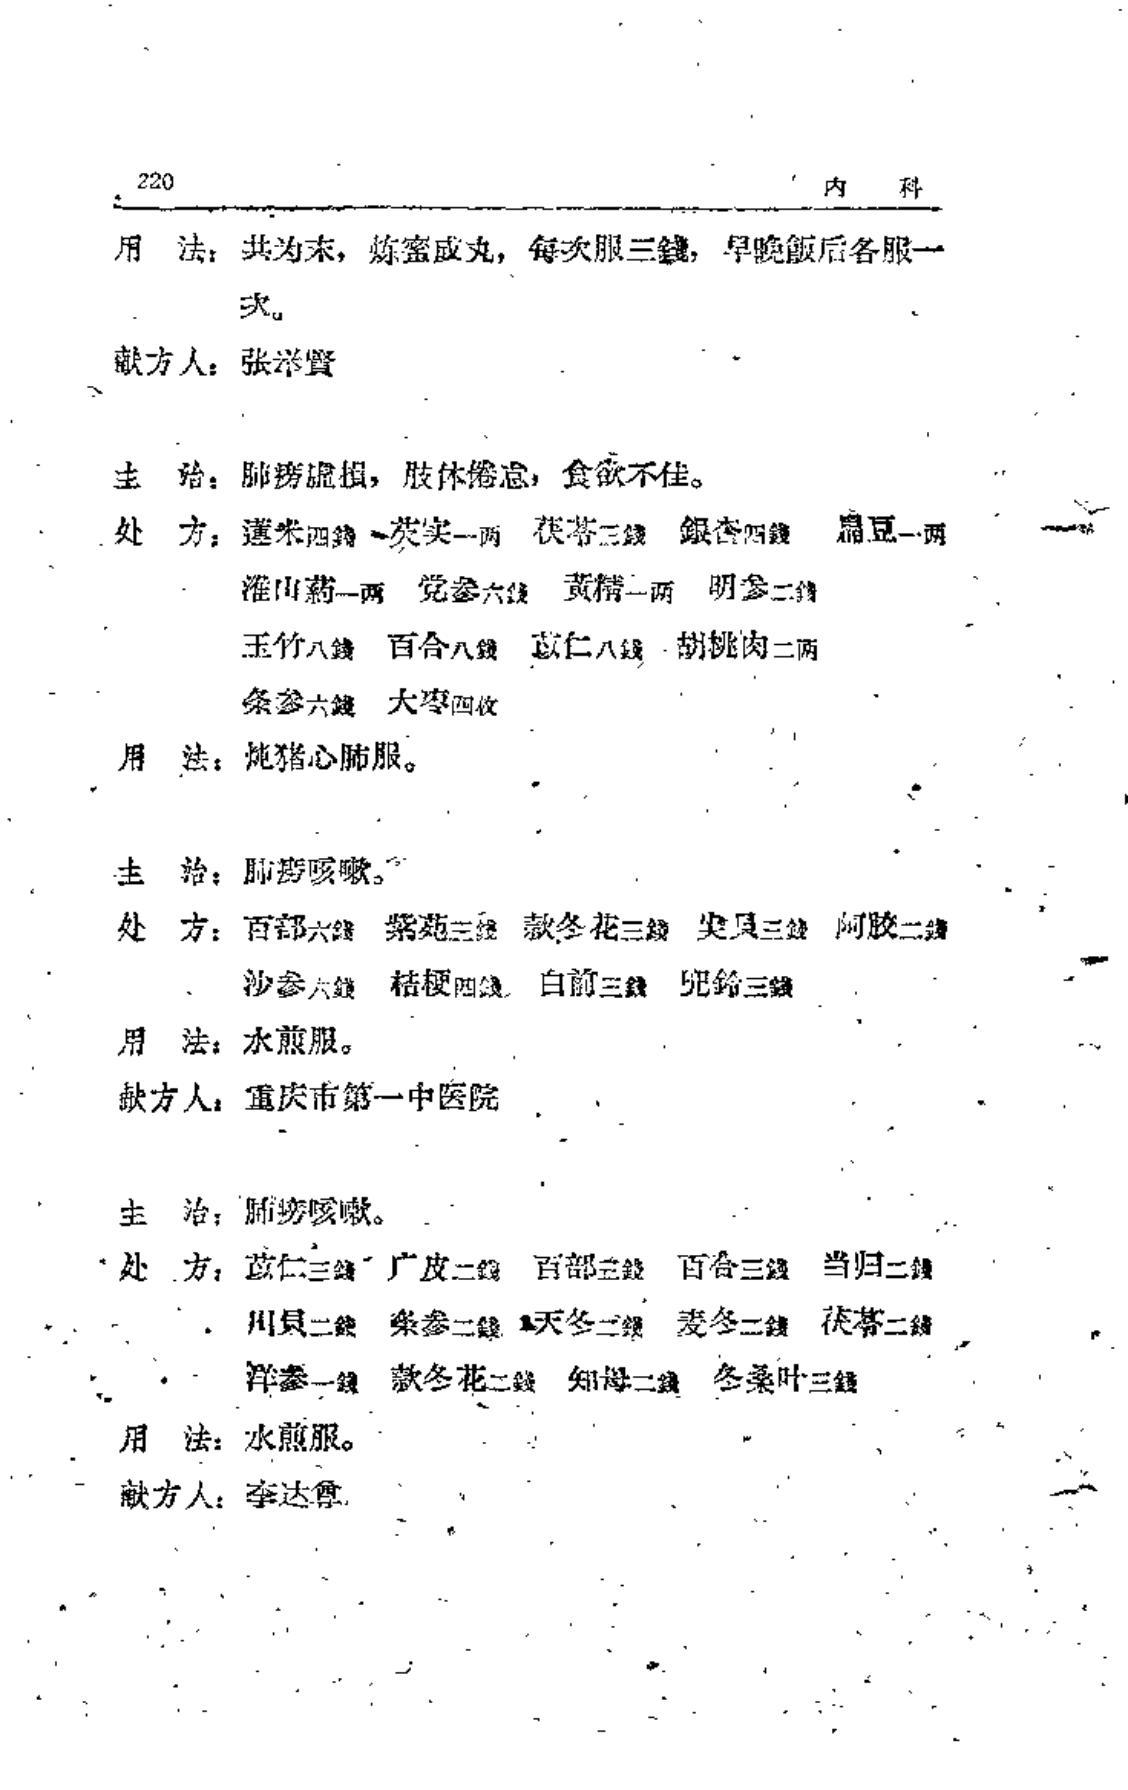 220 内　科
用　法：共为末，炼蜜成丸，每次服三錢，早晚飯后各服一
次。
献方人：张举賢
主　治：肺痨虚损，肢体倦怠，食欲不佳。
处　方：蓮米四錢　芡实一两　茯苓三錢　銀杏四錢　扁豆一两
淮山葯一两　党参六錢　黃精一两　明参二錢
玉竹八錢　百合八錢　苡仁八錢　胡桃肉二两
条参六錢　大枣四枚
用　法：炖猪心肺服。
主　治：肺痨咳嗽。
处　方：百部六錢　紫菀三錢　款冬花三錢　尖貝三錢　阿胶二錢
沙参六錢　桔梗四錢　白前三錢　兜鈴三錢
用　法：水煎服。
献方人：重庆市第一中医院
主　治：肺痨咳嗽。
处　方：苡仁三錢　广皮二錢　百部三錢　百合三錢　当归二錢
川貝二錢　条参二錢　天冬二錢　麦冬二錢　茯苓二錢
洋参一錢　款冬花二錢　知母二錢　冬桑叶三錢
用　法：水煎服。
献方人：李达尊